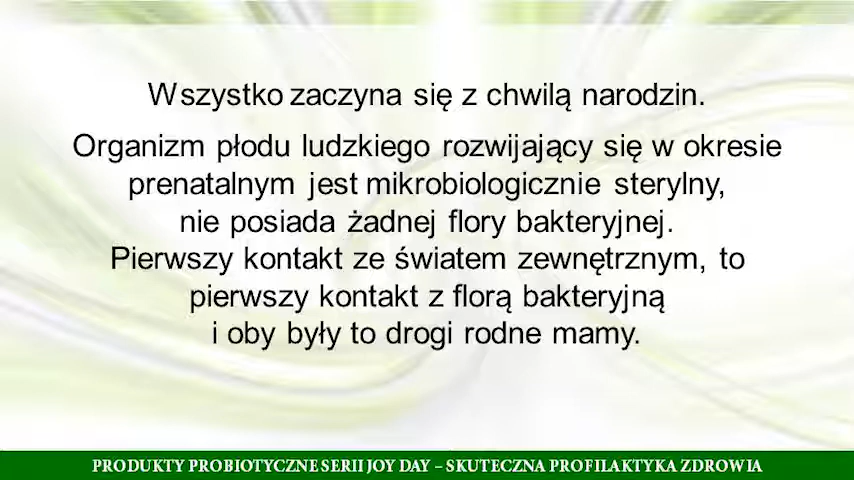 Wszystko zaczyna się z chwilą narodzin.
Organizm płodu ludzkiego rozwijający się w okresie
prenatalnym jest mikrobiologicznie sterylny,
nie posiada żadnej flory bakteryjnej.
Pierwszy kontakt ze światem zewnętrznym, to
pierwszy kontakt z florą bakteryjną
i oby były to drogi rodne mamy.
PRODUKTY PROBIOTYCZNE SERII JOY DAY – SKUTECZNA PROFILAKTYKA ZDROWIA